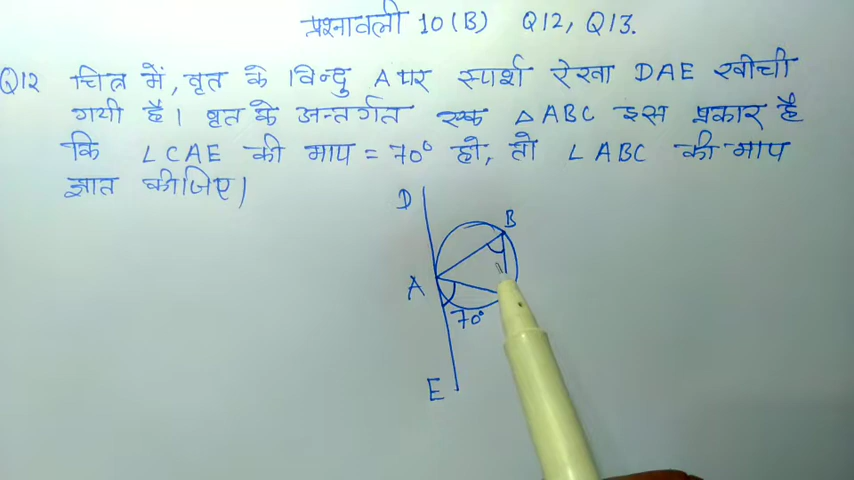 प्रश्नावली 10 (B) Q12, Q13.
Q12 चित्र में, वृत के बिन्दु A पर स्पर्श रेखा DAE खीची
गयी है। वृत के अन्तर्गत एक △ABC इस प्रकार है
कि ∠CAE की माप = 70° हो, तो ∠ABC की माप
ज्ञात कीजिए।
D
B
A
70°
E